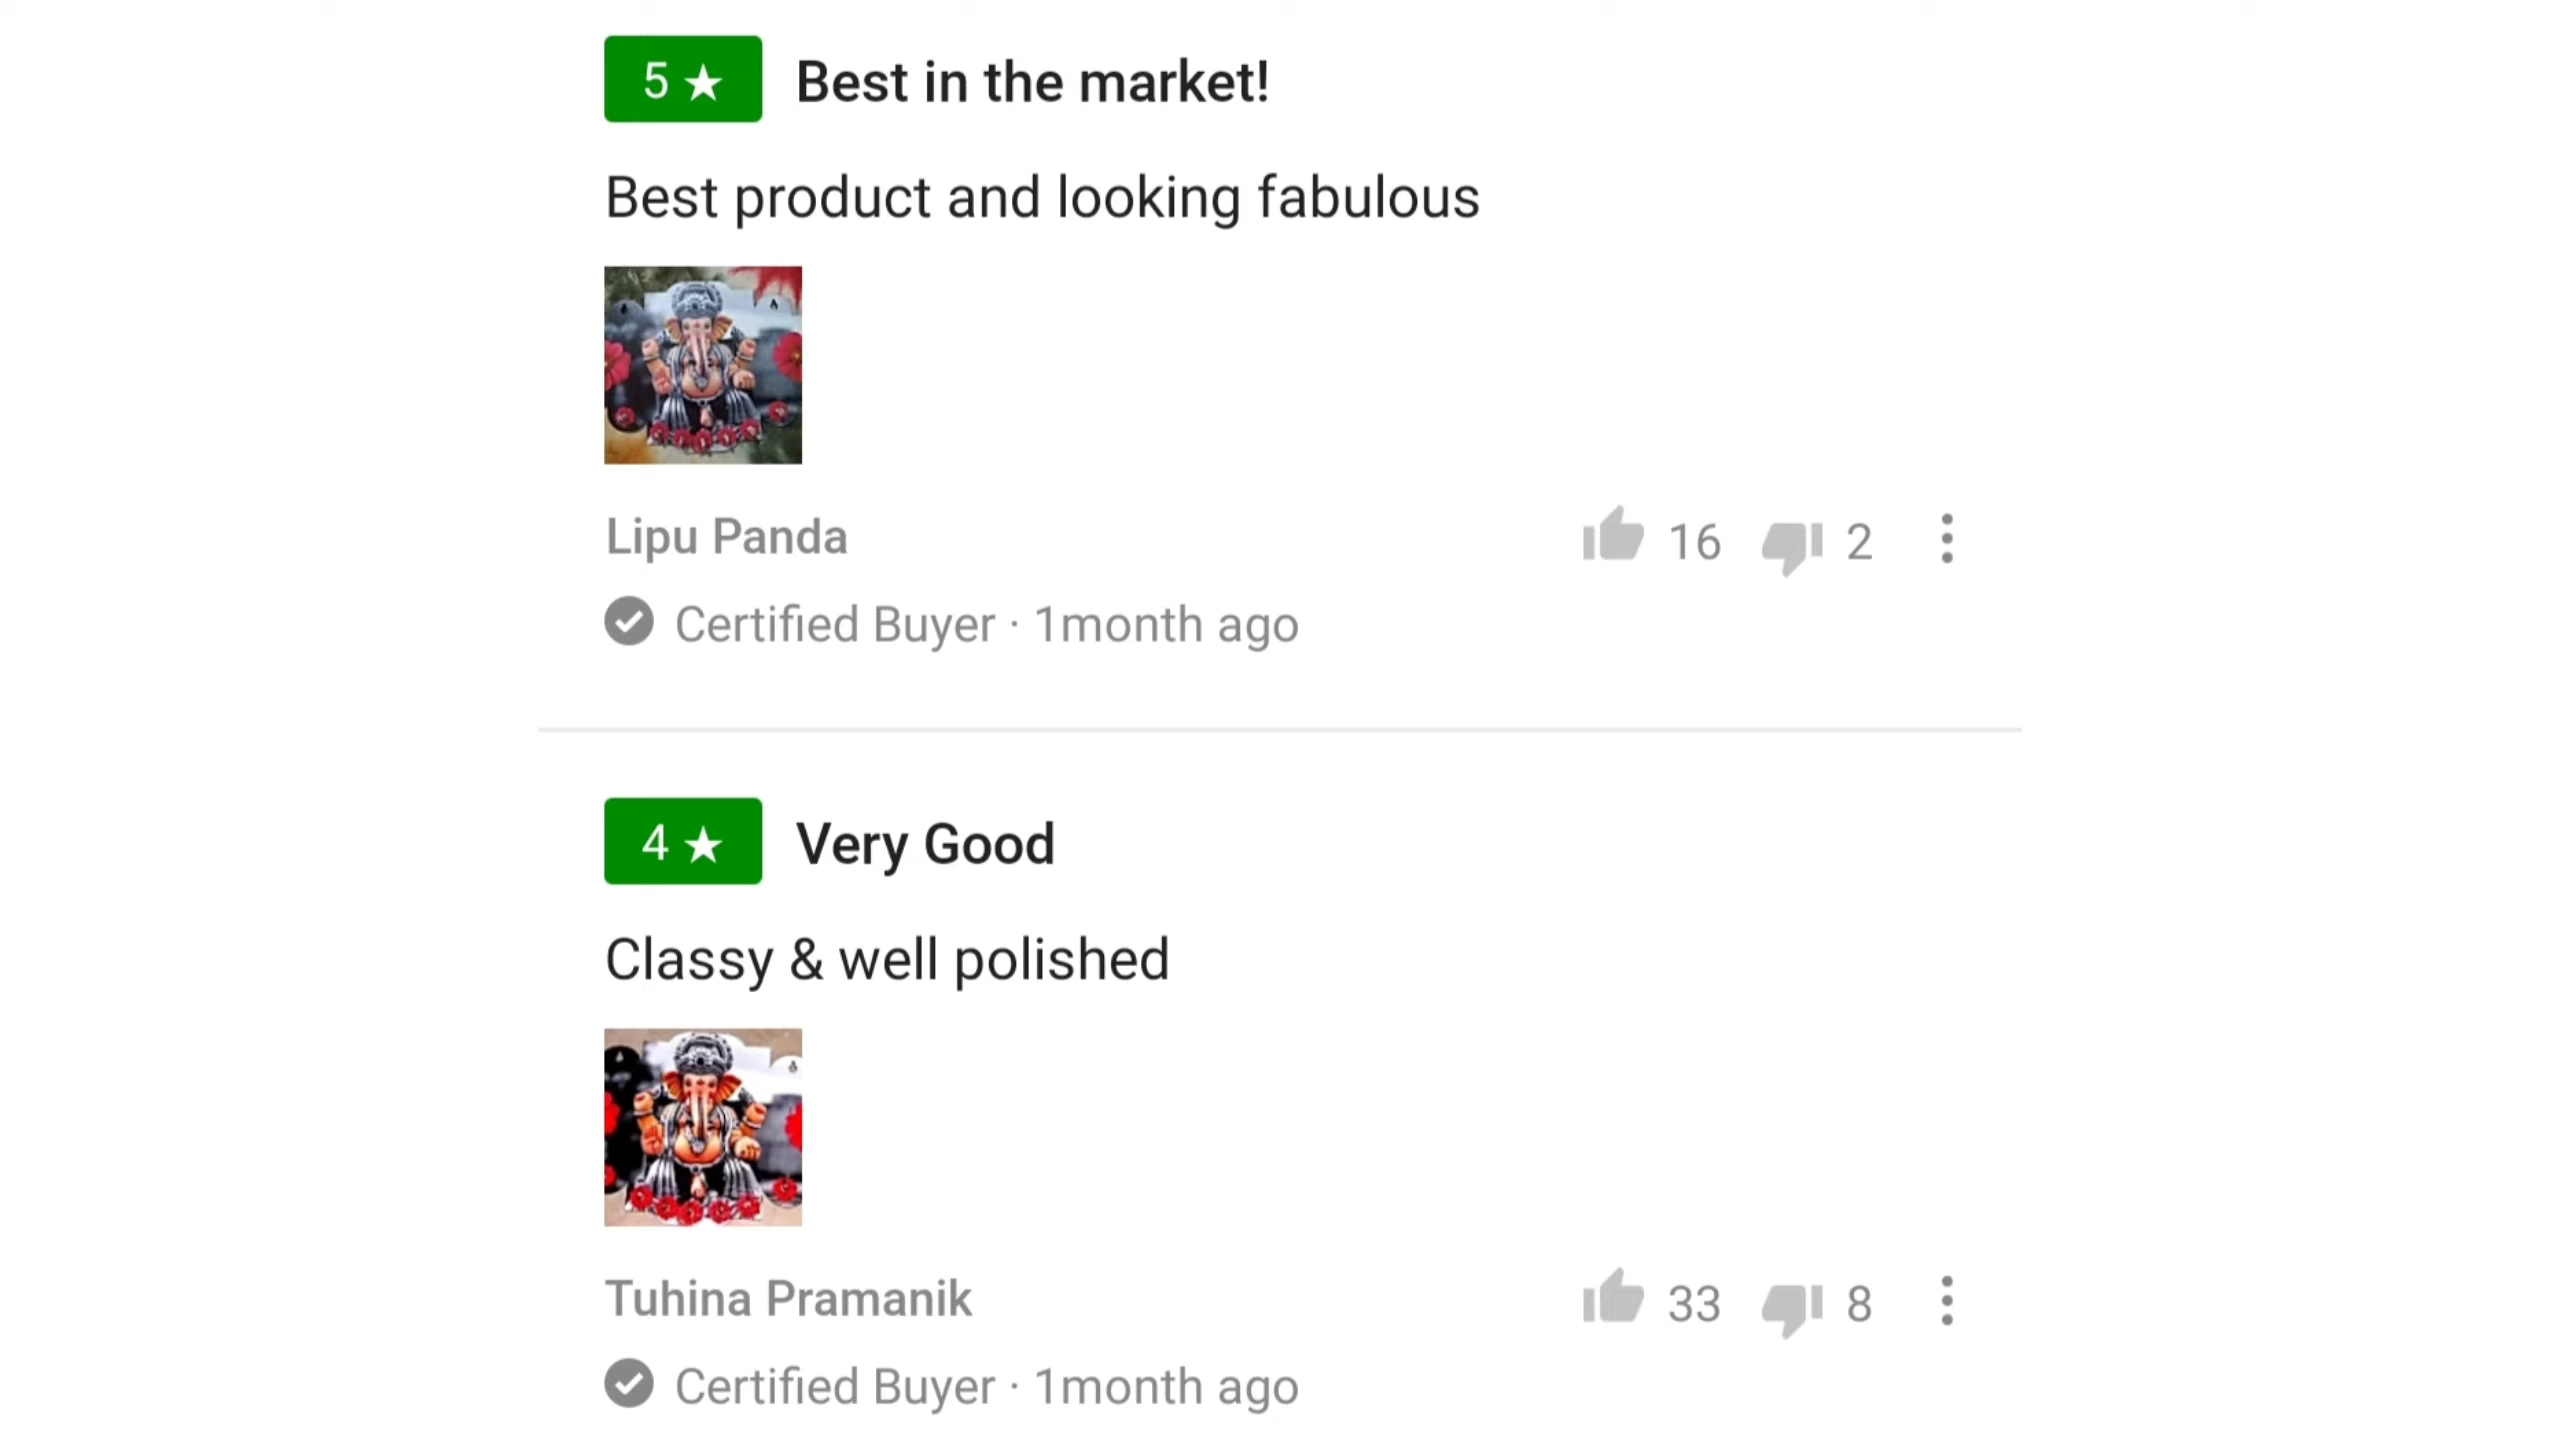 5 ★ Best in the market!
Best product and looking fabulous
Lipu Panda
16 2
Certified Buyer · 1month ago
4 ★ Very Good
Classy & well polished
Tuhina Pramanik
33 8
Certified Buyer · 1month ago